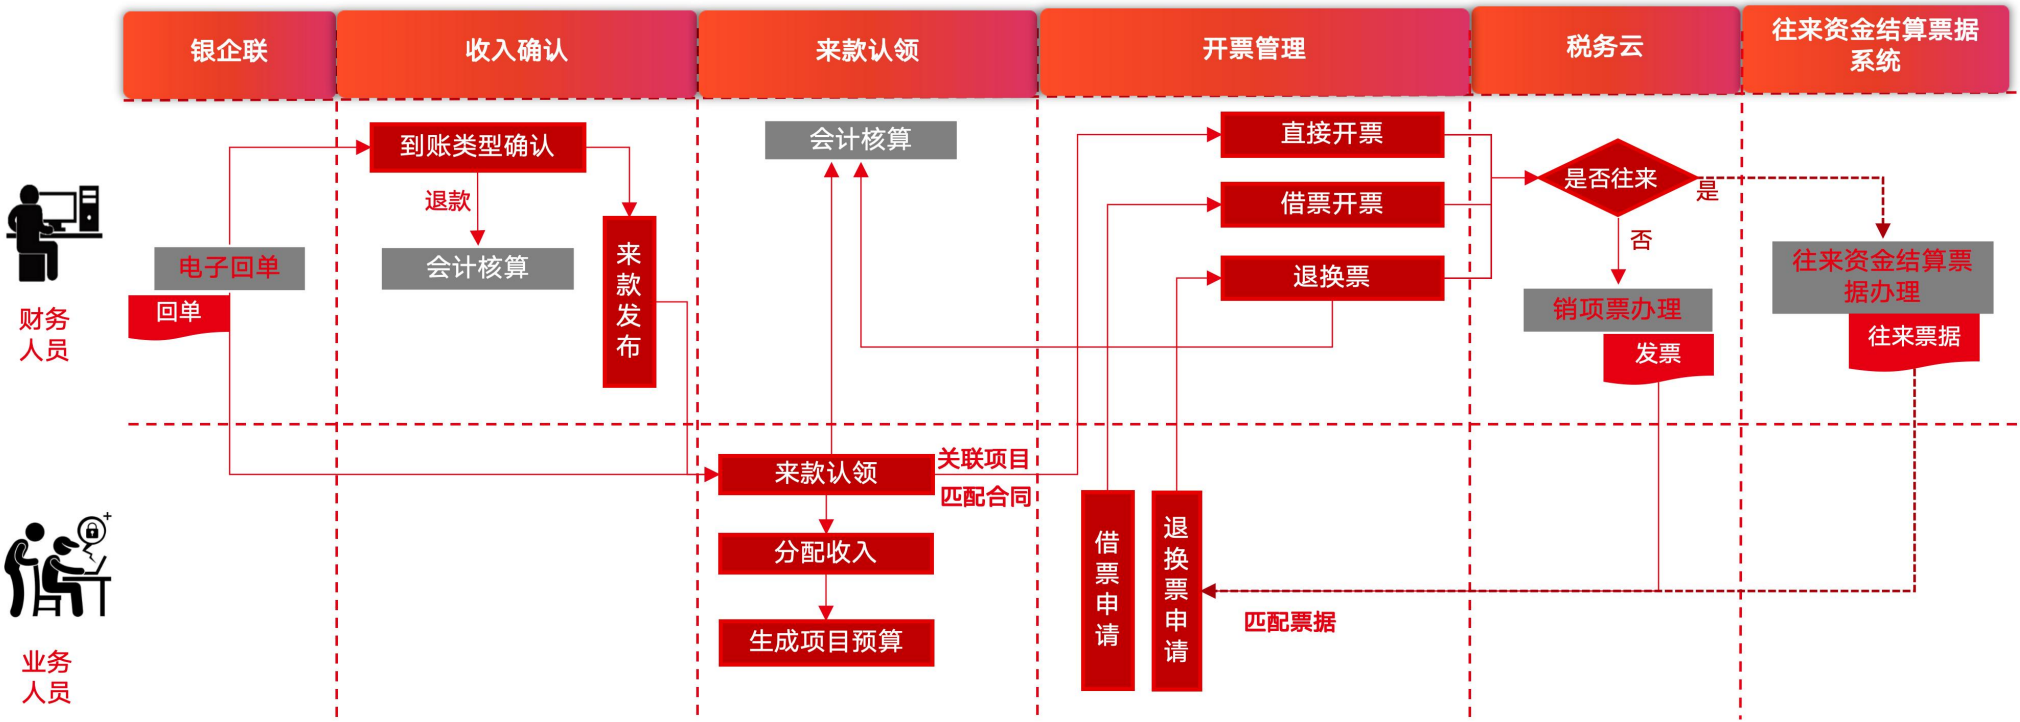 银企联
收入确认
来款认领
开票管理
税务云
往来资金结算票据
系统
财务
人员
电子回单
回单
到账类型确认
退款
会计核算
来款发布
会计核算
直接开票
借票开票
退换票
是否往来
是
否
销项票办理
发票
往来资金结算票
据办理
往来票据
业务
人员
来款认领
关联项目
匹配合同
分配收入
生成项目预算
借票申请
退换票申请
匹配票据